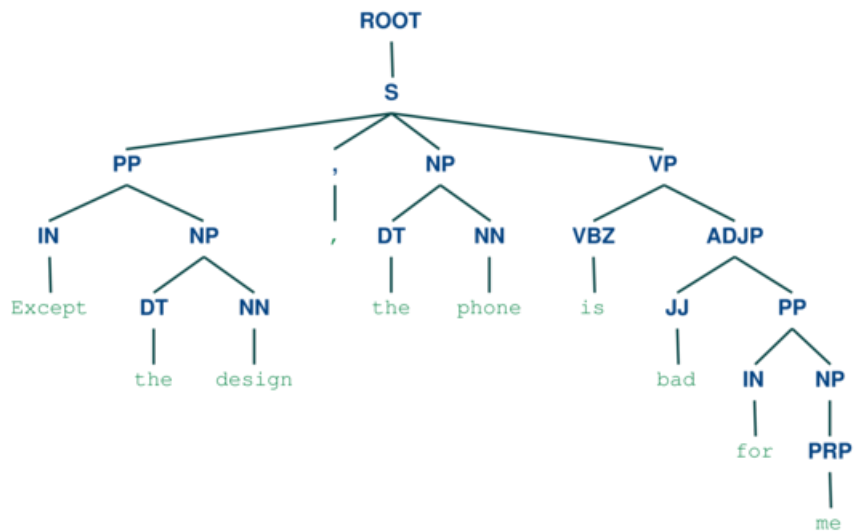 ROOT
S
PP , NP VP
IN NP , DT NN VBZ ADJP
Except DT NN the phone is JJ PP
the design bad IN NP
for PRP
me